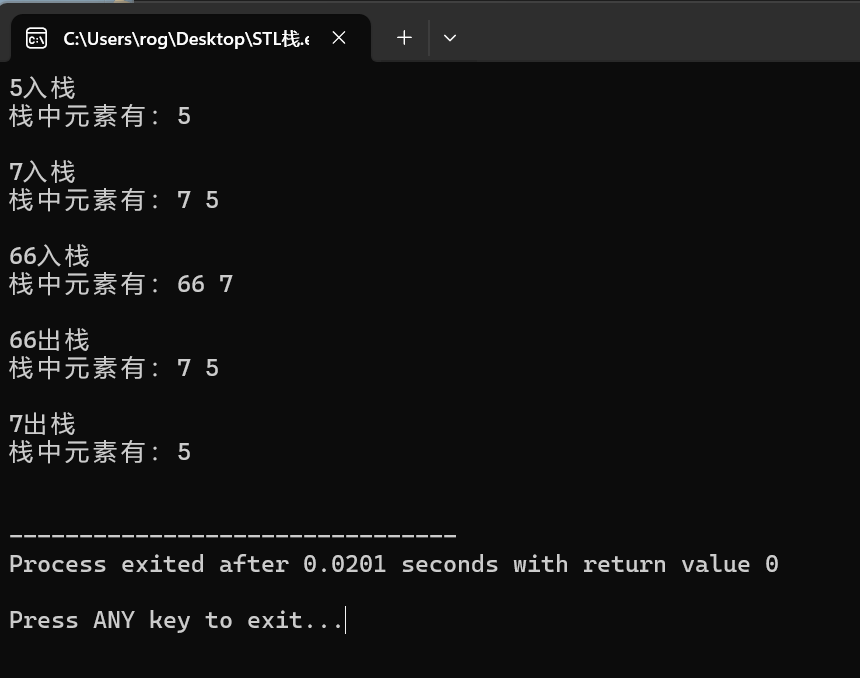 C:\Users\rog\Desktop\STL栈.e
5入栈
栈中元素有: 5
7入栈
栈中元素有: 7 5
66入栈
栈中元素有: 66 7
66出栈
栈中元素有: 7 5
7出栈
栈中元素有: 5
--------------------------------
Process exited after 0.0201 seconds with return value 0
Press ANY key to exit...